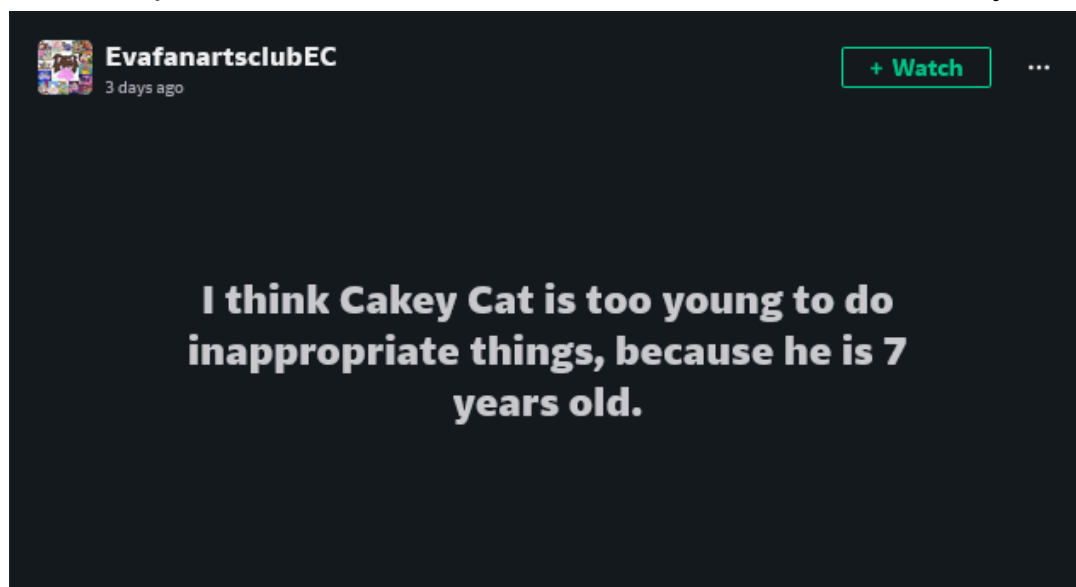 EvafanartsclubEC
3 days ago
+ Watch
...
I think Cakey Cat is too young to do
inappropriate things, because he is 7
years old.